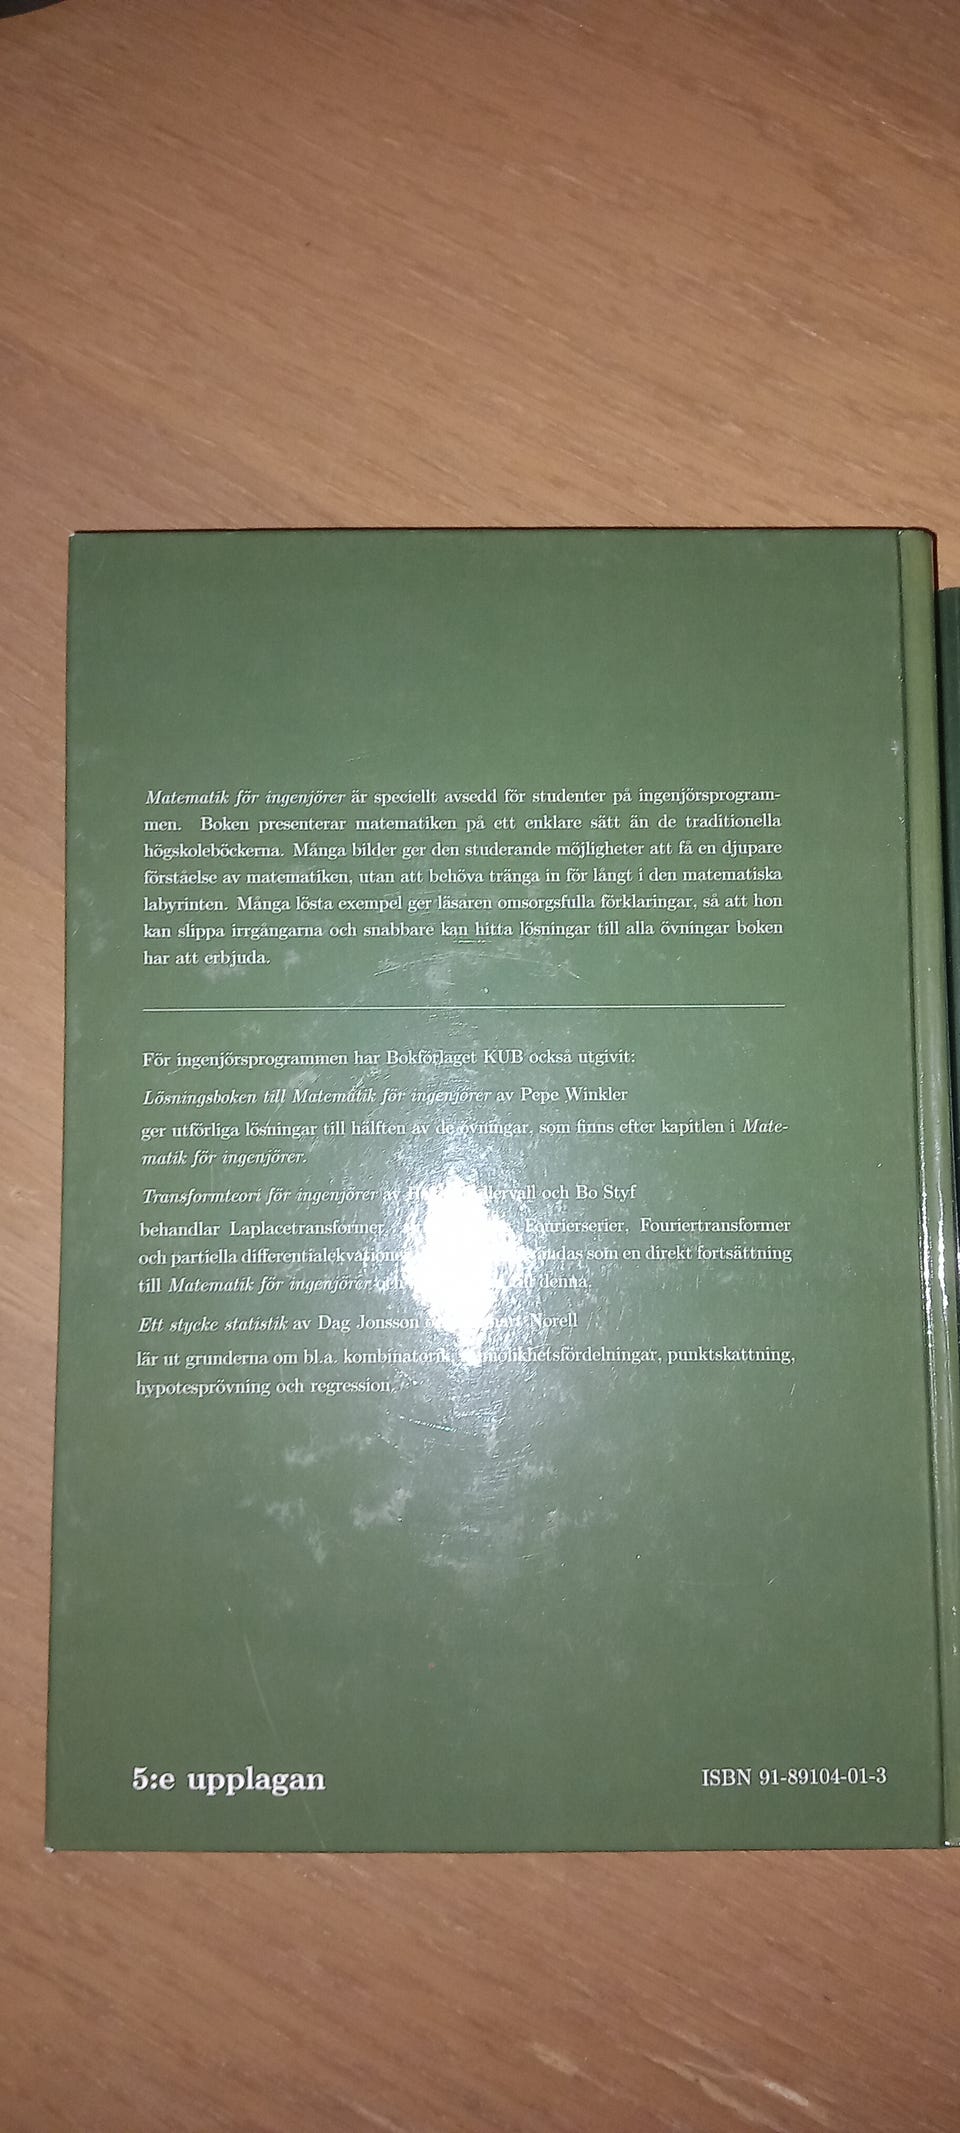 Matematik för ingenjörer är speciellt avsedd för studenter på ingenjörsprogram-
men. Boken presenterar matematiken på ett enklare sätt än de traditionella
högskoleböckerna. Många bilder ger den studerande möjligheter att få en djupare
förståelse av matematiken, utan att behöva tränga in för långt i den matematiska
labyrinten. Många lösta exempel ger läsaren omsorgsfulla förklaringar, så att hon
kan slippa irrgångarna och snabbare kan hitta lösningar till alla övningar boken
har att erbjuda.
För ingenjörsprogrammen har Bokförlaget KUB också utgivit:
Lösningsboken till Matematik för ingenjörer av Pepe Winkler
ger utförliga lösningar till hälften av de övningar, som finns efter kapitlen i Mate-
matik för ingenjörer.
Transformteori för ingenjörer av och Bo Styf
behandlar Laplacetransformer, Fourierserier, Fouriertransformer
och partiella som en direkt fortsättning
till Matematik för ingenjörer denna.
Ett stycke statistik av Dag Jonsson Norell
lär ut grunderna om bl.a. kombinatorik, punktskattning,
hypotesprövning och regression.
5:e upplagan
ISBN 91-89104-01-3